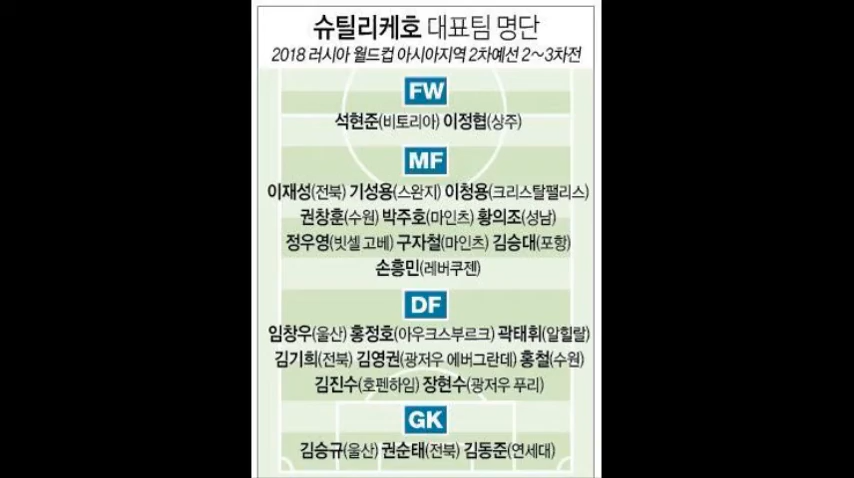 슈틸리케호 대표팀 명단
2018 러시아 월드컵 아시아지역 2차예선 2～3차전
FW
석현준(비토리아) 이정협(상주)
MF
이재성(전북) 기성용(스완지) 이청용(크리스탈팰리스)
권창훈(수원) 박주호(마인츠) 황의조(성남)
정우영(빗셀 고베) 구자철(마인츠) 김승대(포항)
손흥민(레버쿠젠)
DF
임창우(울산) 홍정호(아우크스부르크) 곽태휘(알힐랄)
김기희(전북) 김영권(광저우 에버그란데) 홍철(수원)
김진수(호펜하임) 장현수(광저우 푸리)
GK
김승규(울산) 권순태(전북) 김동준(연세대)